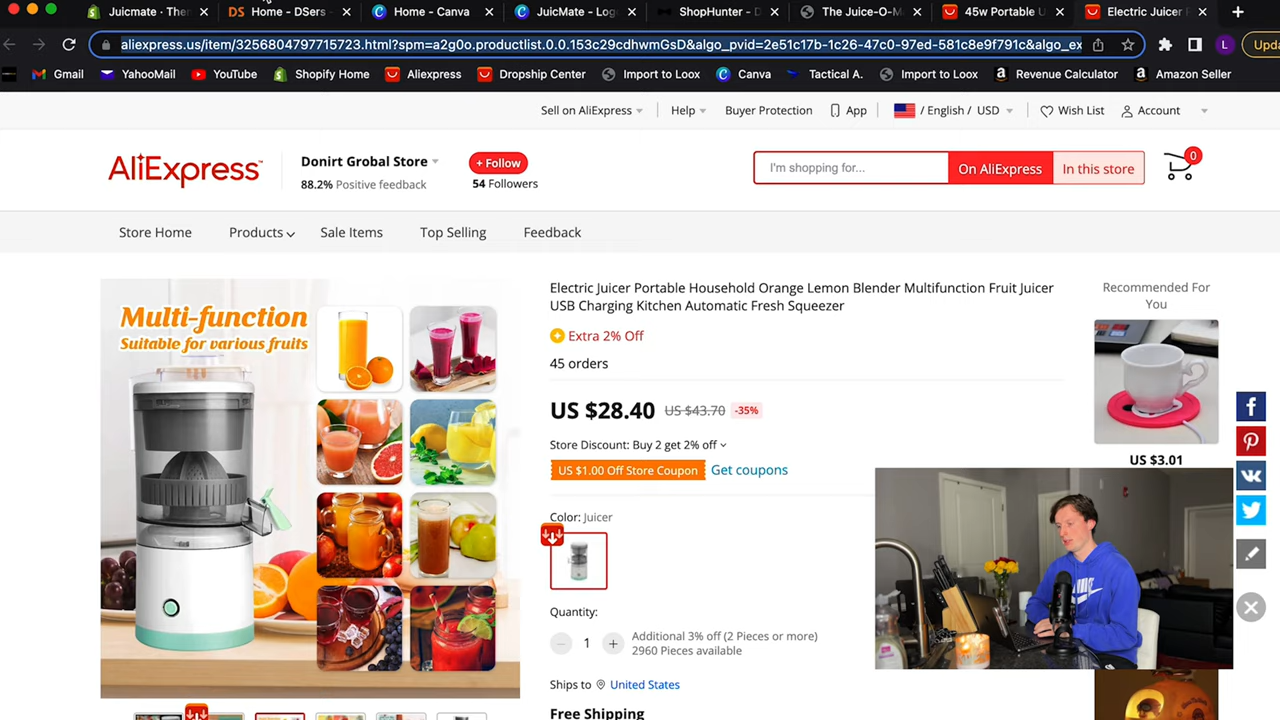 Juicmate · Ther
Home - DSers -
Home - Canva
JuicMate - Log
ShopHunter - D
The Juice-O-Ma
45w Portable U
Electric Juicer F
aliexpress.us/item/3256804797715723.html?spm=a2g0o.productlist.0.0.153c29cdhwmGsD&algo_pvid=2e51c17b-1c26-47c0-97ed-581c8e9f791c&algo_ex
L
Upda
Gmail
YahooMail
YouTube
Shopify Home
Aliexpress
Dropship Center
Import to Loox
Canva
Tactical A.
Import to Loox
Revenue Calculator
Amazon Seller
Sell on AliExpress
Help
Buyer Protection
App
/ English / USD
Wish List
Account
AliExpress™
Donirt Grobal Store
88.2% Positive feedback
+ Follow
54 Followers
I'm shopping for...
On AliExpress
In this store
0
Store Home
Products
Sale Items
Top Selling
Feedback
Multi-function
Suitable for various fruits
Electric Juicer Portable Household Orange Lemon Blender Multifunction Fruit Juicer
USB Charging Kitchen Automatic Fresh Squeezer
Extra 2% Off
45 orders
US $28.40 US $43.70 -35%
Store Discount: Buy 2 get 2% off
US $1.00 Off Store Coupon Get coupons
Color: Juicer
Quantity:
1
Additional 3% off (2 Pieces or more)
2960 Pieces available
Ships to United States
Free Shipping
Recommended For
You
US $3.01